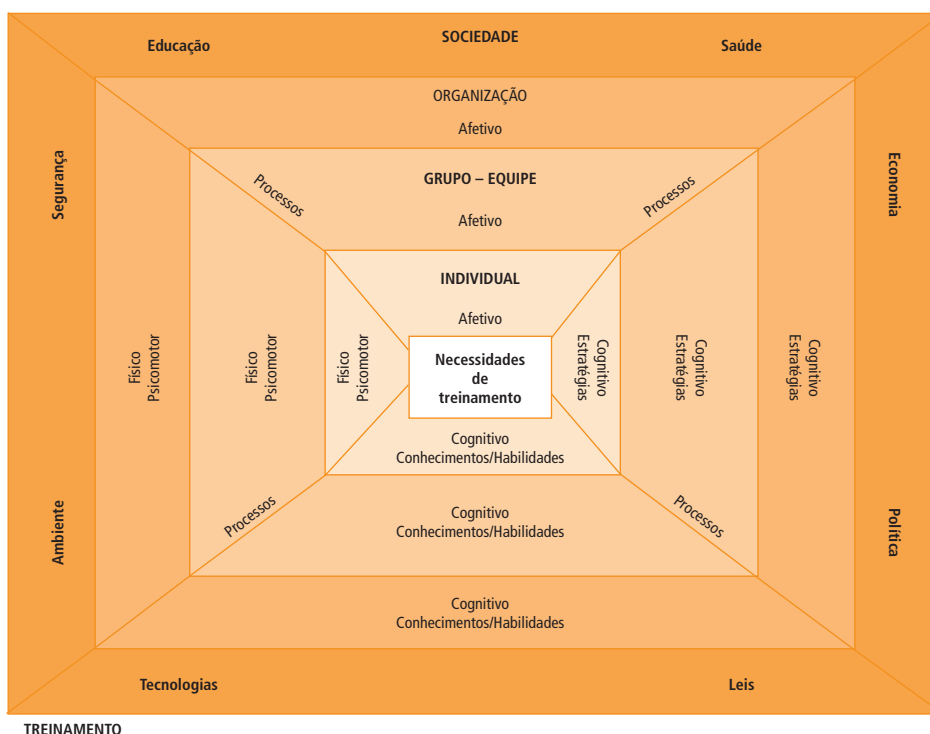 SOCIEDADE
Educação
Saúde
ORGANIZAÇÃO
Afetivo
Segurança
Economia
GRUPO – EQUIPE
Processos
Processos
Afetivo
INDIVIDUAL
Afetivo
Físico
Psicomotor
Físico
Psicomotor
Físico
Psicomotor
Necessidades
de
treinamento
Cognitivo
Estratégias
Cognitivo
Estratégias
Cognitivo
Estratégias
Cognitivo
Conhecimentos/Habilidades
Ambiente
Processos
Processos
Política
Cognitivo
Conhecimentos/Habilidades
Cognitivo
Conhecimentos/Habilidades
Tecnologias
Leis
TREINAMENTO